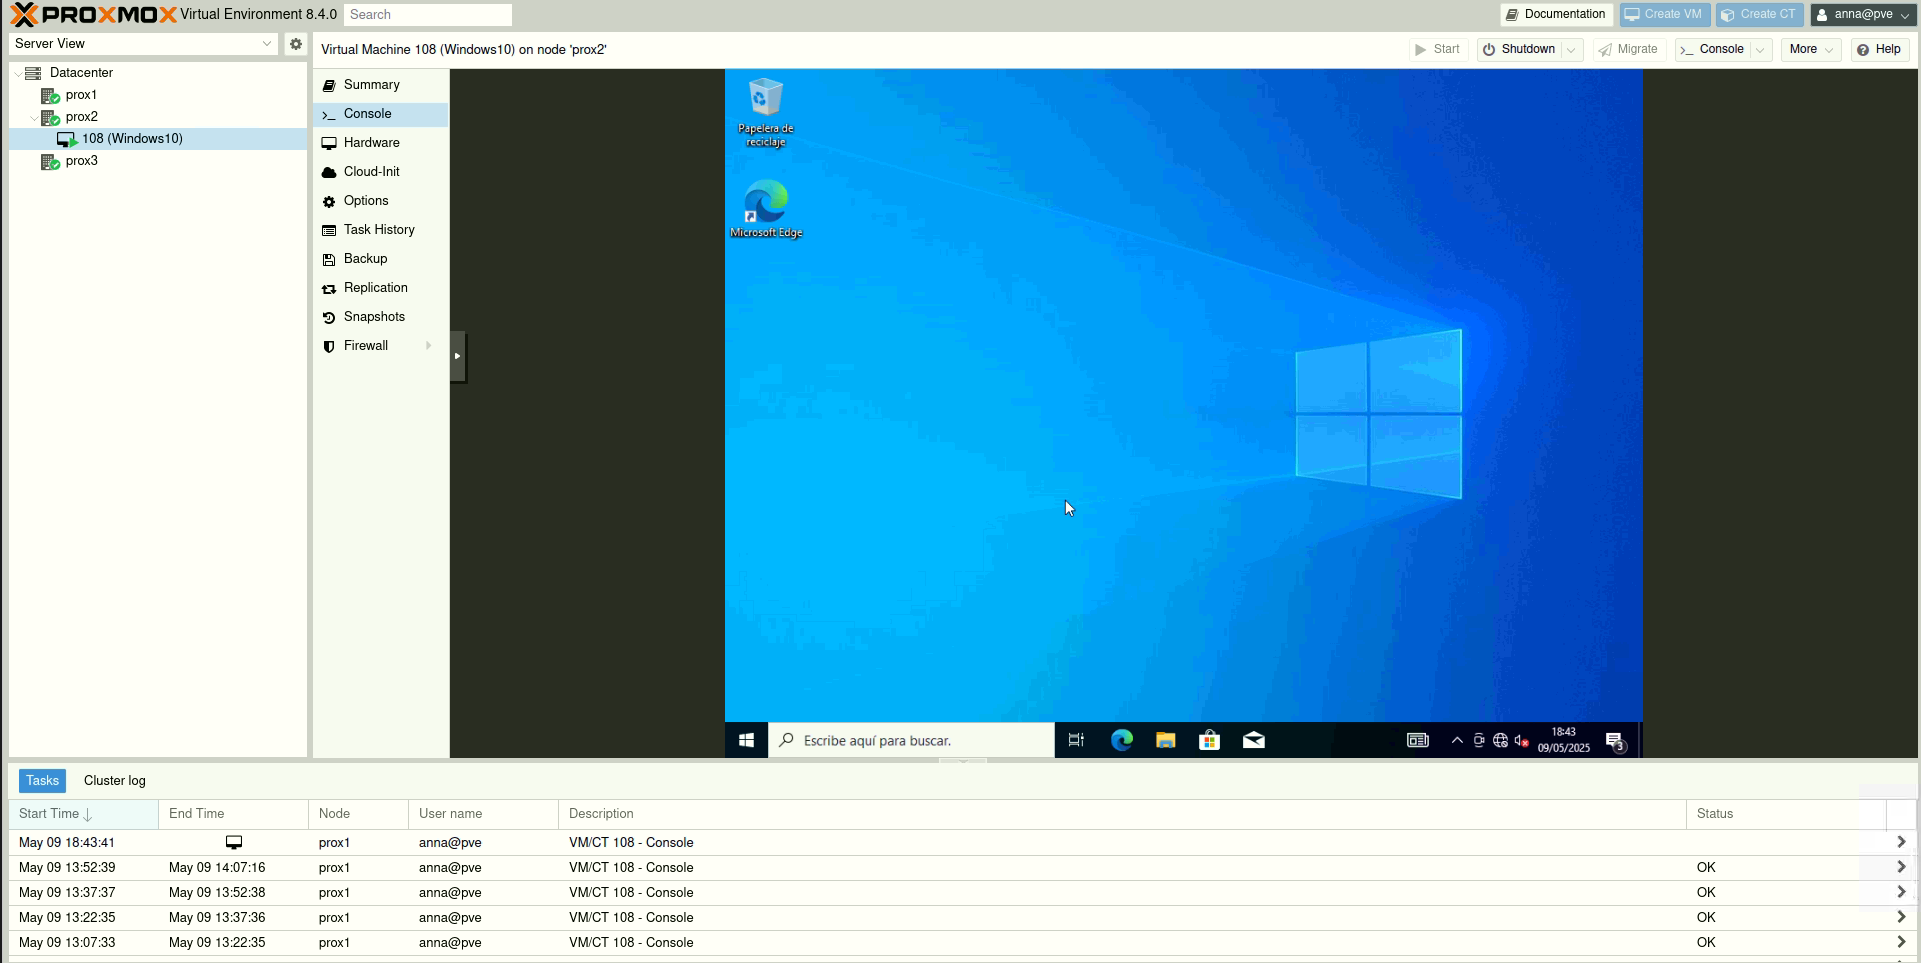 PROXMOX Virtual Environment 8.4.0 Search Documentation Create VM Create CT anna@pve
Server View
Virtual Machine 108 (Windows10) on node 'prox2' Start Shutdown Migrate Console More Help
Datacenter
prox1
prox2
108 (Windows10)
prox3
Summary
Console
Hardware
Cloud-Init
Options
Task History
Backup
Replication
Snapshots
Firewall
Papelera de
reciclaje
Microsoft Edge
Escribe aquí para buscar.
18:43
09/05/2025
3
Tasks Cluster log
Start Time End Time Node User name Description Status
May 09 18:43:41 prox1 anna@pve VM/CT 108 - Console
May 09 13:52:39 May 09 14:07:16 prox1 anna@pve VM/CT 108 - Console OK
May 09 13:37:37 May 09 13:52:38 prox1 anna@pve VM/CT 108 - Console OK
May 09 13:22:35 May 09 13:37:36 prox1 anna@pve VM/CT 108 - Console OK
May 09 13:07:33 May 09 13:22:35 prox1 anna@pve VM/CT 108 - Console OK